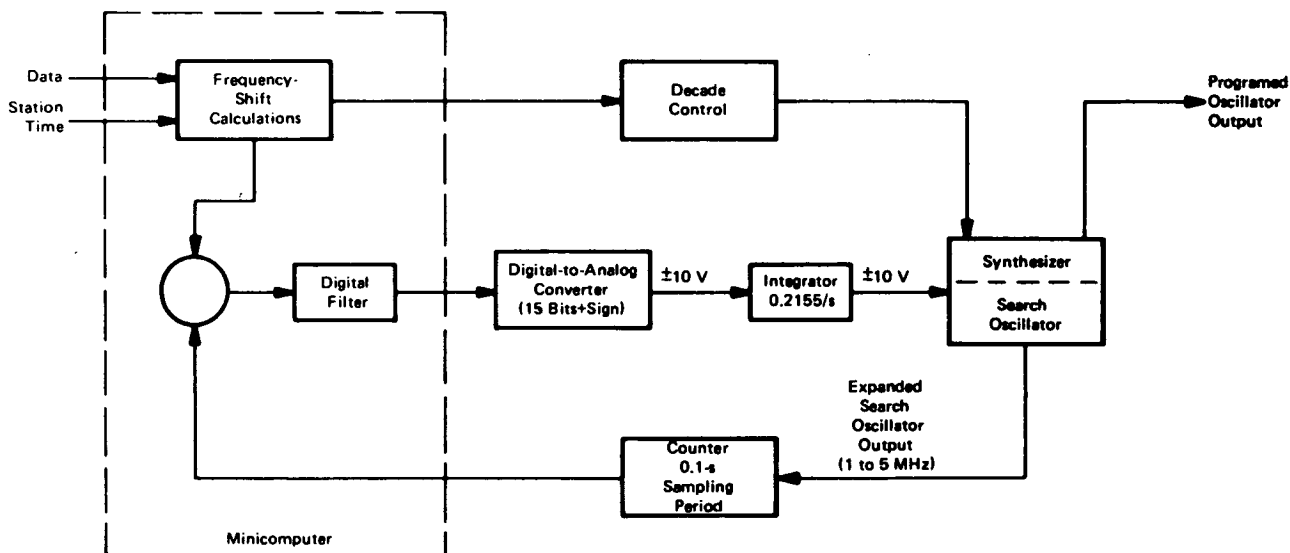 Data
Station
Time
Frequency-
Shift
Calculations
Decade
Control
Programed
Oscillator
Output
Digital
Filter
Digital-to-Analog
Converter
(15 Bits+Sign)
±10 V
Integrator
0.2155/s
±10 V
Synthesizer
Search
Oscillator
Expanded
Search
Oscillator
Output
(1 to 5 MHz)
Counter
0.1-s
Sampling
Period
Minicomputer